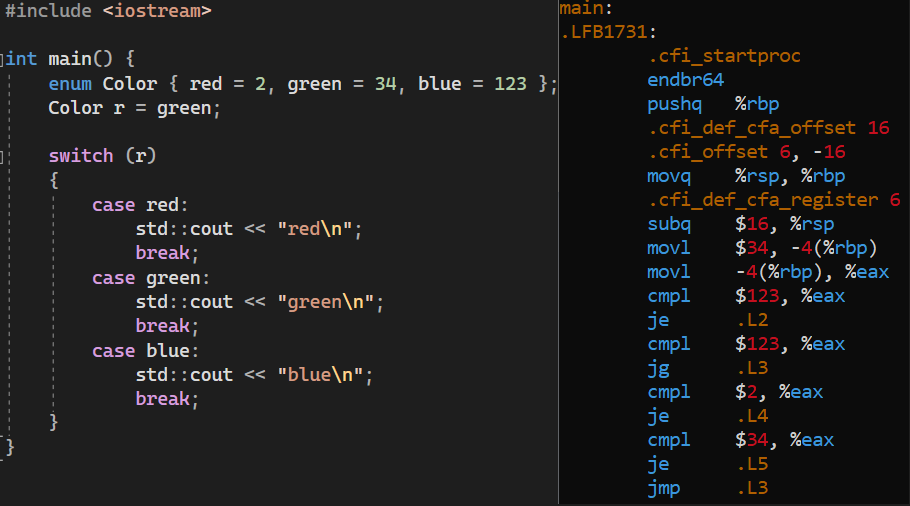 #include <iostream>
int main() {
    enum Color { red = 2, green = 34, blue = 123 };
    Color r = green;
    switch (r)
    {
        case red:
            std::cout << "red\n";
            break;
        case green:
            std::cout << "green\n";
            break;
        case blue:
            std::cout << "blue\n";
            break;
    }
}
main:
.LFB1731:
        .cfi_startproc
        endbr64
        pushq   %rbp
        .cfi_def_cfa_offset 16
        .cfi_offset 6, -16
        movq    %rsp, %rbp
        .cfi_def_cfa_register 6
        subq    $16, %rsp
        movl    $34, -4(%rbp)
        movl    -4(%rbp), %eax
        cmpl    $123, %eax
        je      .L2
        cmpl    $123, %eax
        jg      .L3
        cmpl    $2, %eax
        je      .L4
        cmpl    $34, %eax
        je      .L5
        jmp     .L3